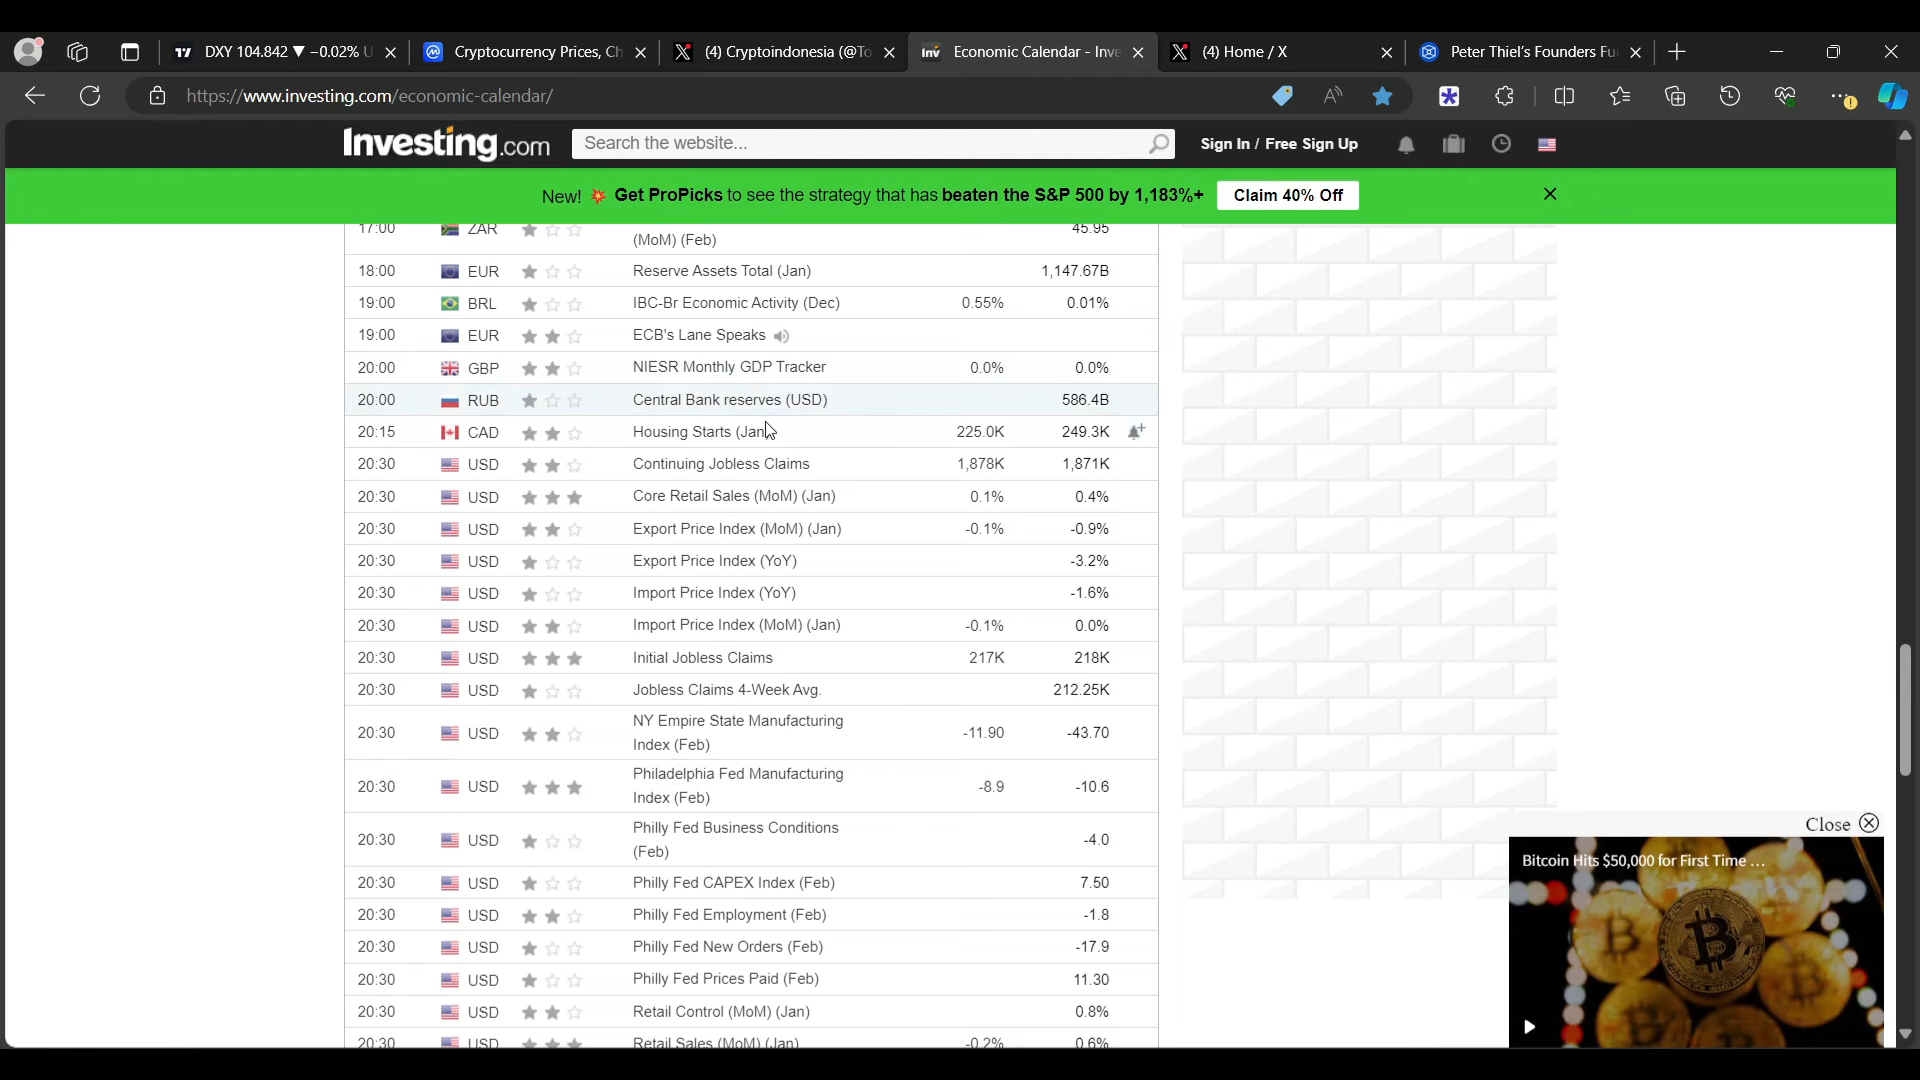 DXY 104.842 ▼ −0.02% U
Cryptocurrency Prices, Ch
(4) Cryptoindonesia (@To
Economic Calendar - Inve
(4) Home / X
Peter Thiel's Founders Fu
https://www.investing.com/economic-calendar/
Investing.com
Search the website...
Sign In / Free Sign Up
New! Get ProPicks to see the strategy that has beaten the S&P 500 by 1,183%+ Claim 40% Off
17:00 ZAR (MoM) (Feb) 45.95
18:00 EUR Reserve Assets Total (Jan) 1,147.67B
19:00 BRL IBC-Br Economic Activity (Dec) 0.55% 0.01%
19:00 EUR ECB's Lane Speaks
20:00 GBP NIESR Monthly GDP Tracker 0.0% 0.0%
20:00 RUB Central Bank reserves (USD) 586.4B
20:15 CAD Housing Starts (Jan) 225.0K 249.3K
20:30 USD Continuing Jobless Claims 1,878K 1,871K
20:30 USD Core Retail Sales (MoM) (Jan) 0.1% 0.4%
20:30 USD Export Price Index (MoM) (Jan) -0.1% -0.9%
20:30 USD Export Price Index (YoY) -3.2%
20:30 USD Import Price Index (YoY) -1.6%
20:30 USD Import Price Index (MoM) (Jan) -0.1% 0.0%
20:30 USD Initial Jobless Claims 217K 218K
20:30 USD Jobless Claims 4-Week Avg. 212.25K
20:30 USD NY Empire State Manufacturing
Index (Feb) -11.90 -43.70
20:30 USD Philadelphia Fed Manufacturing
Index (Feb) -8.9 -10.6
20:30 USD Philly Fed Business Conditions
(Feb) -4.0
20:30 USD Philly Fed CAPEX Index (Feb) 7.50
20:30 USD Philly Fed Employment (Feb) -1.8
20:30 USD Philly Fed New Orders (Feb) -17.9
20:30 USD Philly Fed Prices Paid (Feb) 11.30
20:30 USD Retail Control (MoM) (Jan) 0.8%
20:30 USD Retail Sales (MoM) (Jan) -0.2% 0.6%
Close
Bitcoin Hits $50,000 for First Time ...